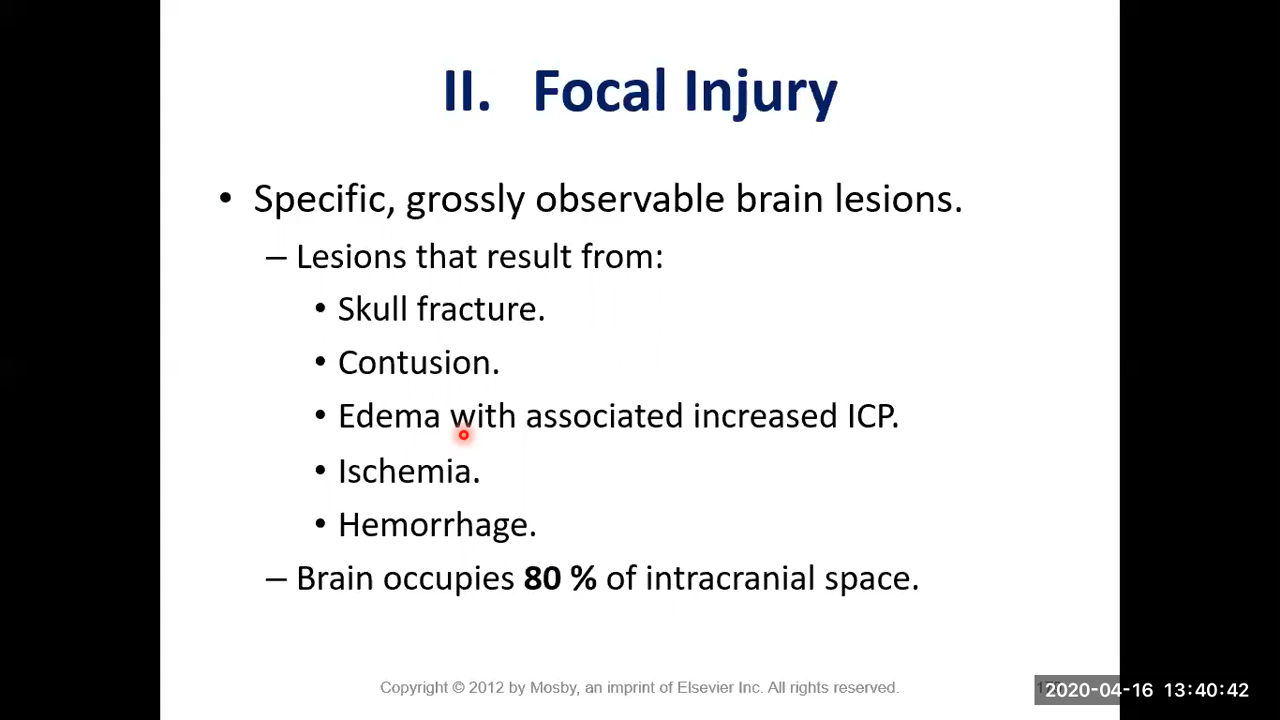 II. Focal Injury
• Specific, grossly observable brain lesions.
– Lesions that result from:
• Skull fracture.
• Contusion.
• Edema with associated increased ICP.
• Ischemia.
• Hemorrhage.
– Brain occupies 80 % of intracranial space.
Copyright © 2012 by Mosby, an imprint of Elsevier Inc. All rights reserved.
2020-04-16 13:40:42